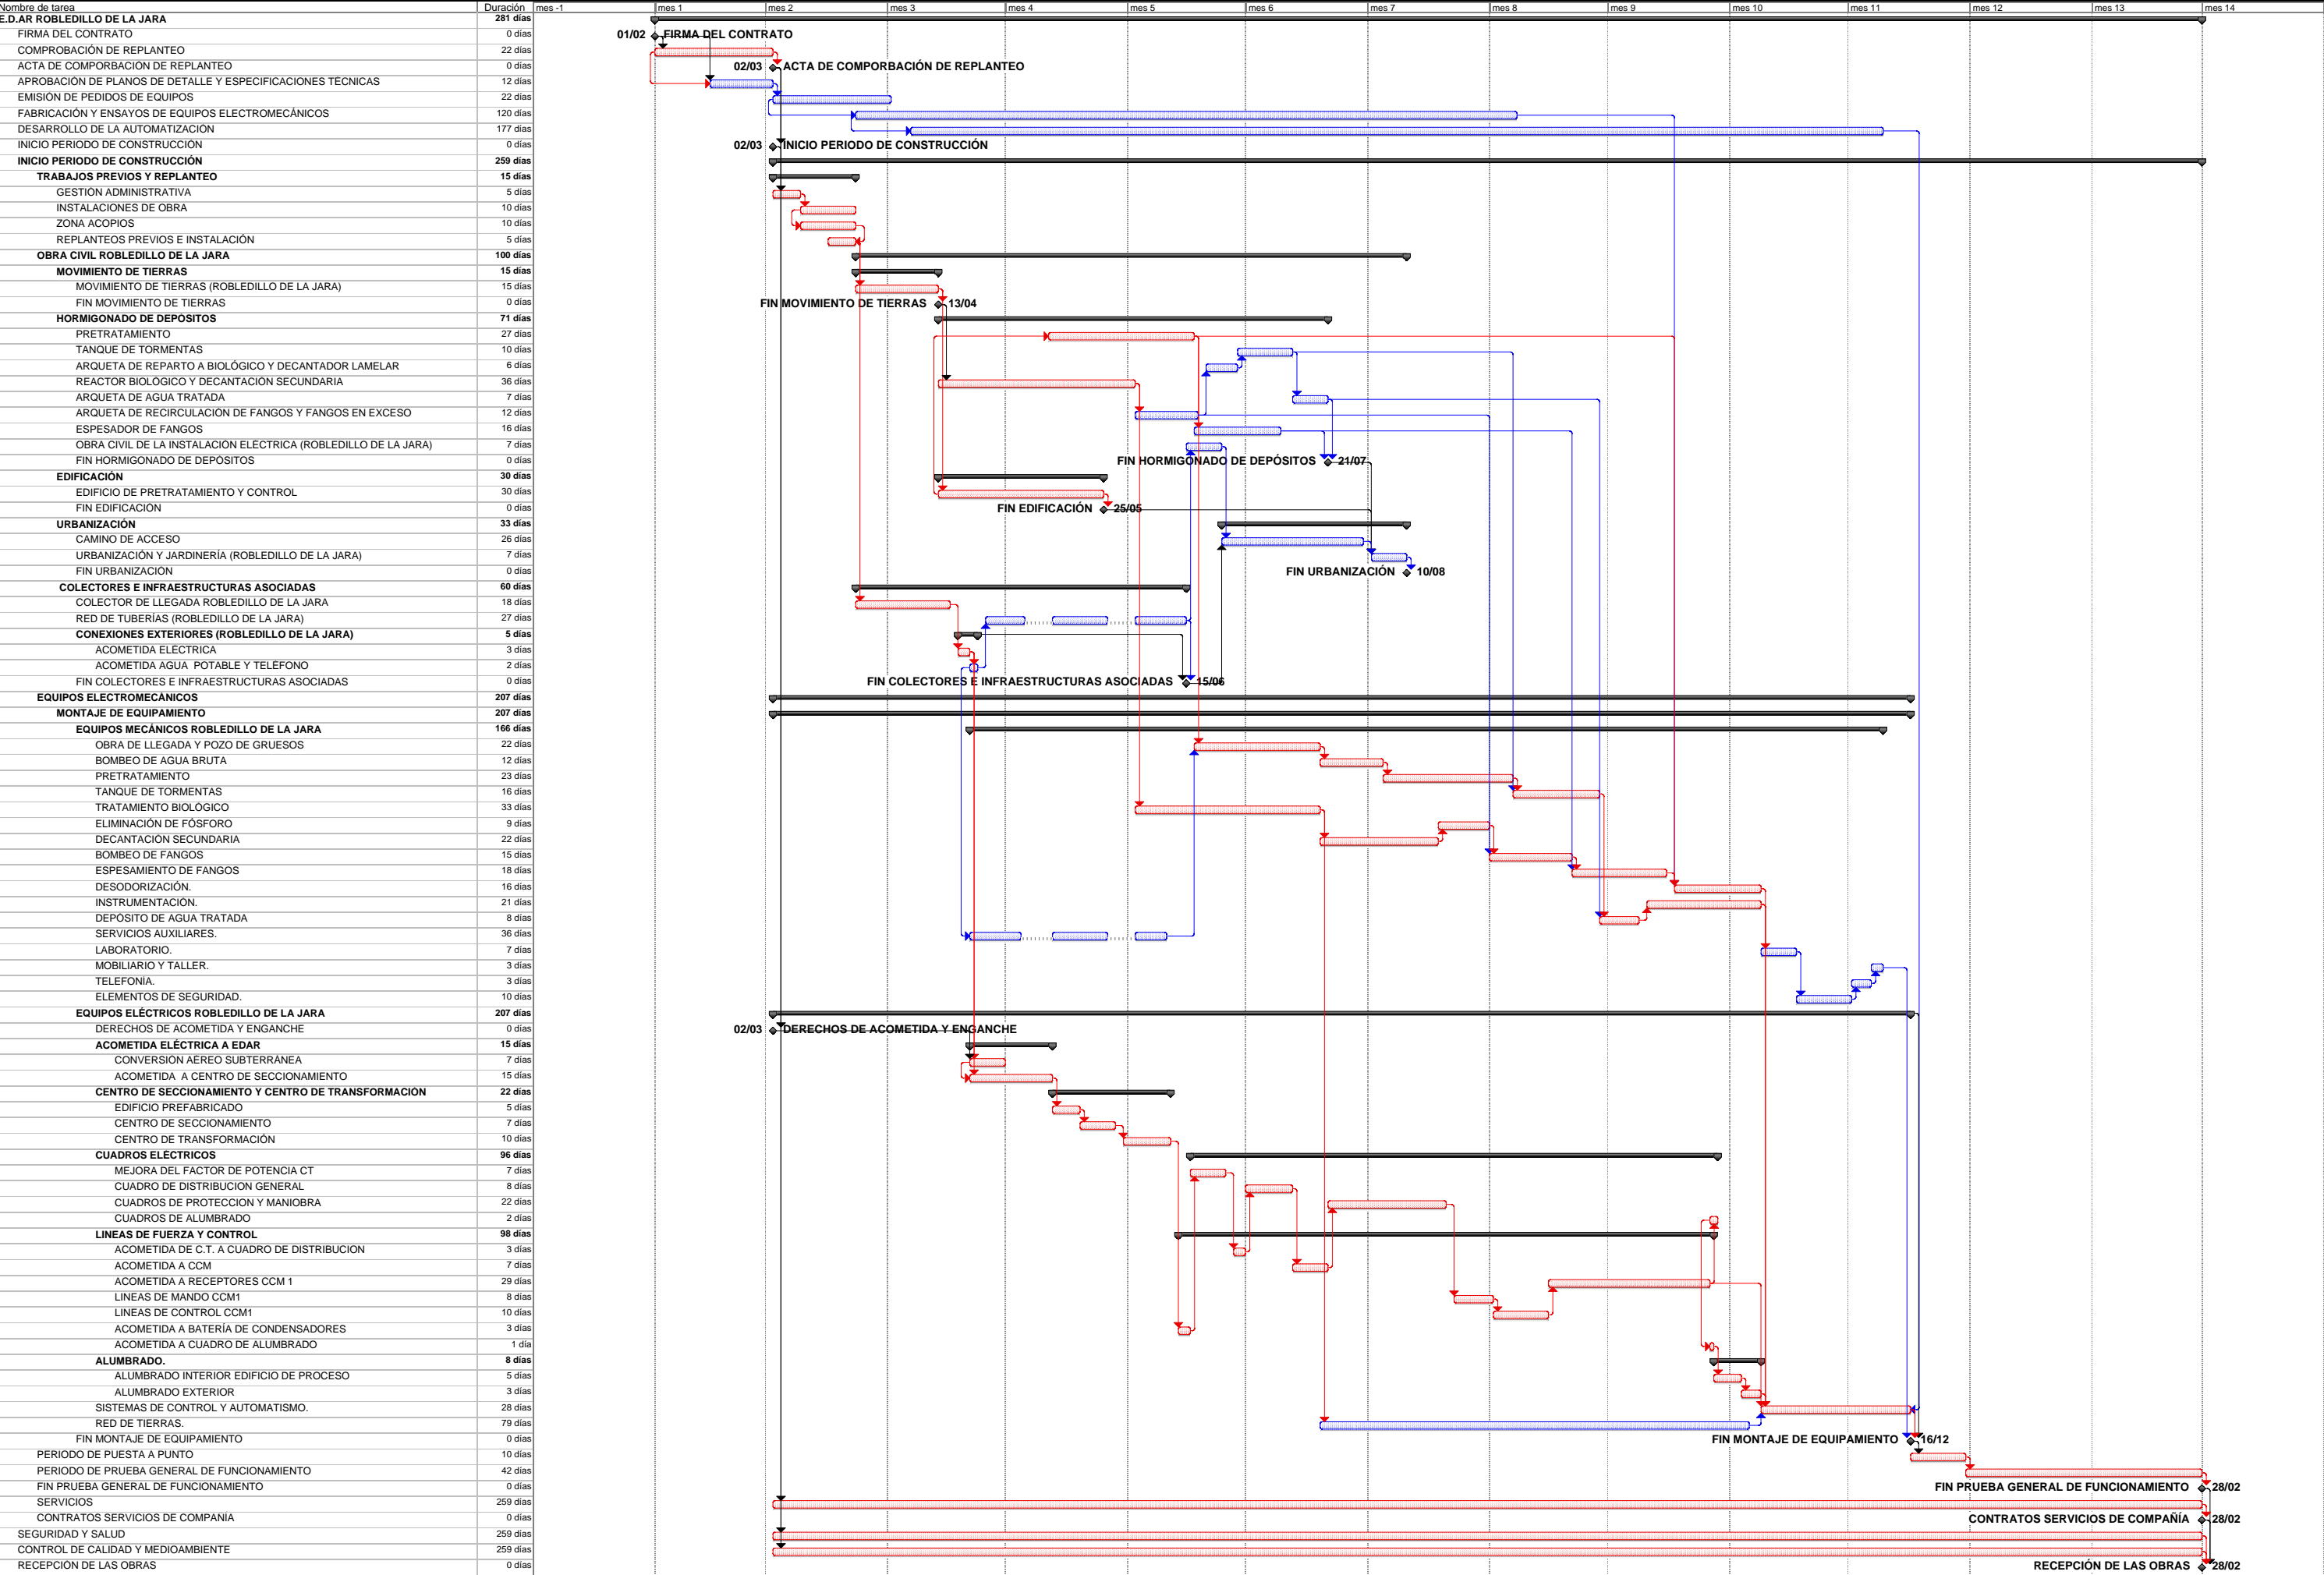 Nombre de tarea Duración mes -1 mes 1 mes 2 mes 3 mes 4 mes 5 mes 6 mes 7 mes 8 mes 9 mes 10 mes 11 mes 12 mes 13 mes 14
E.D.AR ROBLEDILLO DE LA JARA 281 días
FIRMA DEL CONTRATO 0 días 01/02 FIRMA DEL CONTRATO
COMPROBACIÓN DE REPLANTEO 22 días
ACTA DE COMPORBACIÓN DE REPLANTEO 0 días 02/03 ACTA DE COMPORBACIÓN DE REPLANTEO
APROBACIÓN DE PLANOS DE DETALLE Y ESPECIFICACIONES TÉCNICAS 12 días
EMISIÓN DE PEDIDOS DE EQUIPOS 22 días
FABRICACIÓN Y ENSAYOS DE EQUIPOS ELECTROMECÁNICOS 120 días
DESARROLLO DE LA AUTOMATIZACIÓN 177 días
INICIO PERIODO DE CONSTRUCCIÓN 0 días 02/03 INICIO PERIODO DE CONSTRUCCIÓN
INICIO PERIODO DE CONSTRUCCIÓN 259 días
TRABAJOS PREVIOS Y REPLANTEO 15 días
GESTIÓN ADMINISTRATIVA 5 días
INSTALACIONES DE OBRA 10 días
ZONA ACOPIOS 10 días
REPLANTEOS PREVIOS E INSTALACIÓN 5 días
OBRA CIVIL ROBLEDILLO DE LA JARA 100 días
MOVIMIENTO DE TIERRAS 15 días
MOVIMIENTO DE TIERRAS (ROBLEDILLO DE LA JARA) 15 días
FIN MOVIMIENTO DE TIERRAS 0 días FIN MOVIMIENTO DE TIERRAS 13/04
HORMIGONADO DE DEPÓSITOS 71 días
PRETRATAMIENTO 27 días
TANQUE DE TORMENTAS 10 días
ARQUETA DE REPARTO A BIOLÓGICO Y DECANTADOR LAMELAR 6 días
REACTOR BIOLÓGICO Y DECANTACIÓN SECUNDARIA 36 días
ARQUETA DE AGUA TRATADA 7 días
ARQUETA DE RECIRCULACIÓN DE FANGOS Y FANGOS EN EXCESO 12 días
ESPESADOR DE FANGOS 16 días
OBRA CIVIL DE LA INSTALACIÓN ELÉCTRICA (ROBLEDILLO DE LA JARA) 7 días
FIN HORMIGONADO DE DEPÓSITOS 0 días FIN HORMIGONADO DE DEPÓSITOS 21/07
EDIFICACIÓN 30 días
EDIFICIO DE PRETRATAMIENTO Y CONTROL 30 días
FIN EDIFICACIÓN 0 días FIN EDIFICACIÓN 25/05
URBANIZACIÓN 33 días
CAMINO DE ACCESO 26 días
URBANIZACIÓN Y JARDINERÍA (ROBLEDILLO DE LA JARA) 7 días
FIN URBANIZACIÓN 0 días FIN URBANIZACIÓN 10/08
COLECTORES E INFRAESTRUCTURAS ASOCIADAS 60 días
COLECTOR DE LLEGADA ROBLEDILLO DE LA JARA 18 días
RED DE TUBERÍAS (ROBLEDILLO DE LA JARA) 27 días
CONEXIONES EXTERIORES (ROBLEDILLO DE LA JARA) 5 días
ACOMETIDA ELÉCTRICA 3 días
ACOMETIDA AGUA POTABLE Y TELÉFONO 2 días
FIN COLECTORES E INFRAESTRUCTURAS ASOCIADAS 0 días FIN COLECTORES E INFRAESTRUCTURAS ASOCIADAS 15/06
EQUIPOS ELECTROMECÁNICOS 207 días
MONTAJE DE EQUIPAMIENTO 207 días
EQUIPOS MECÁNICOS ROBLEDILLO DE LA JARA 166 días
OBRA DE LLEGADA Y POZO DE GRUESOS 22 días
BOMBEO DE AGUA BRUTA 12 días
PRETRATAMIENTO 23 días
TANQUE DE TORMENTAS 16 días
TRATAMIENTO BIOLÓGICO 33 días
ELIMINACIÓN DE FÓSFORO 9 días
DECANTACIÓN SECUNDARIA 22 días
BOMBEO DE FANGOS 15 días
ESPESAMIENTO DE FANGOS 18 días
DESODORIZACIÓN. 16 días
INSTRUMENTACIÓN. 21 días
DEPÓSITO DE AGUA TRATADA 8 días
SERVICIOS AUXILIARES. 36 días
LABORATORIO. 7 días
MOBILIARIO Y TALLER. 3 días
TELEFONÍA. 3 días
ELEMENTOS DE SEGURIDAD. 10 días
EQUIPOS ELÉCTRICOS ROBLEDILLO DE LA JARA 207 días
DERECHOS DE ACOMETIDA Y ENGANCHE 0 días 02/03 DERECHOS DE ACOMETIDA Y ENGANCHE
ACOMETIDA ELÉCTRICA A EDAR 15 días
CONVERSIÓN AÉREO SUBTERRÁNEA 7 días
ACOMETIDA A CENTRO DE SECCIONAMIENTO 15 días
CENTRO DE SECCIONAMIENTO Y CENTRO DE TRANSFORMACIÓN 22 días
EDIFICIO PREFABRICADO 5 días
CENTRO DE SECCIONAMIENTO 7 días
CENTRO DE TRANSFORMACIÓN 10 días
CUADROS ELÉCTRICOS 96 días
MEJORA DEL FACTOR DE POTENCIA CT 7 días
CUADRO DE DISTRIBUCIÓN GENERAL 8 días
CUADROS DE PROTECCION Y MANIOBRA 22 días
CUADROS DE ALUMBRADO 2 días
LINEAS DE FUERZA Y CONTROL 98 días
ACOMETIDA DE C.T. A CUADRO DE DISTRIBUCIÓN 3 días
ACOMETIDA A CCM 7 días
ACOMETIDA A RECEPTORES CCM 1 29 días
LINEAS DE MANDO CCM1 8 días
LINEAS DE CONTROL CCM1 10 días
ACOMETIDA A BATERÍA DE CONDENSADORES 3 días
ACOMETIDA A CUADRO DE ALUMBRADO 1 día
ALUMBRADO. 8 días
ALUMBRADO INTERIOR EDIFICIO DE PROCESO 5 días
ALUMBRADO EXTERIOR 3 días
SISTEMAS DE CONTROL Y AUTOMATISMO. 28 días
RED DE TIERRAS. 79 días
FIN MONTAJE DE EQUIPAMIENTO 0 días FIN MONTAJE DE EQUIPAMIENTO 16/12
PERIODO DE PUESTA A PUNTO 10 días
PERIODO DE PRUEBA GENERAL DE FUNCIONAMIENTO 42 días
FIN PRUEBA GENERAL DE FUNCIONAMIENTO 0 días FIN PRUEBA GENERAL DE FUNCIONAMIENTO 28/02
SERVICIOS 259 días
CONTRATOS SERVICIOS DE COMPAÑÍA 0 días CONTRATOS SERVICIOS DE COMPAÑÍA 28/02
SEGURIDAD Y SALUD 259 días
CONTROL DE CALIDAD Y MEDIOAMBIENTE 259 días
RECEPCIÓN DE LAS OBRAS 0 días RECEPCIÓN DE LAS OBRAS 28/02